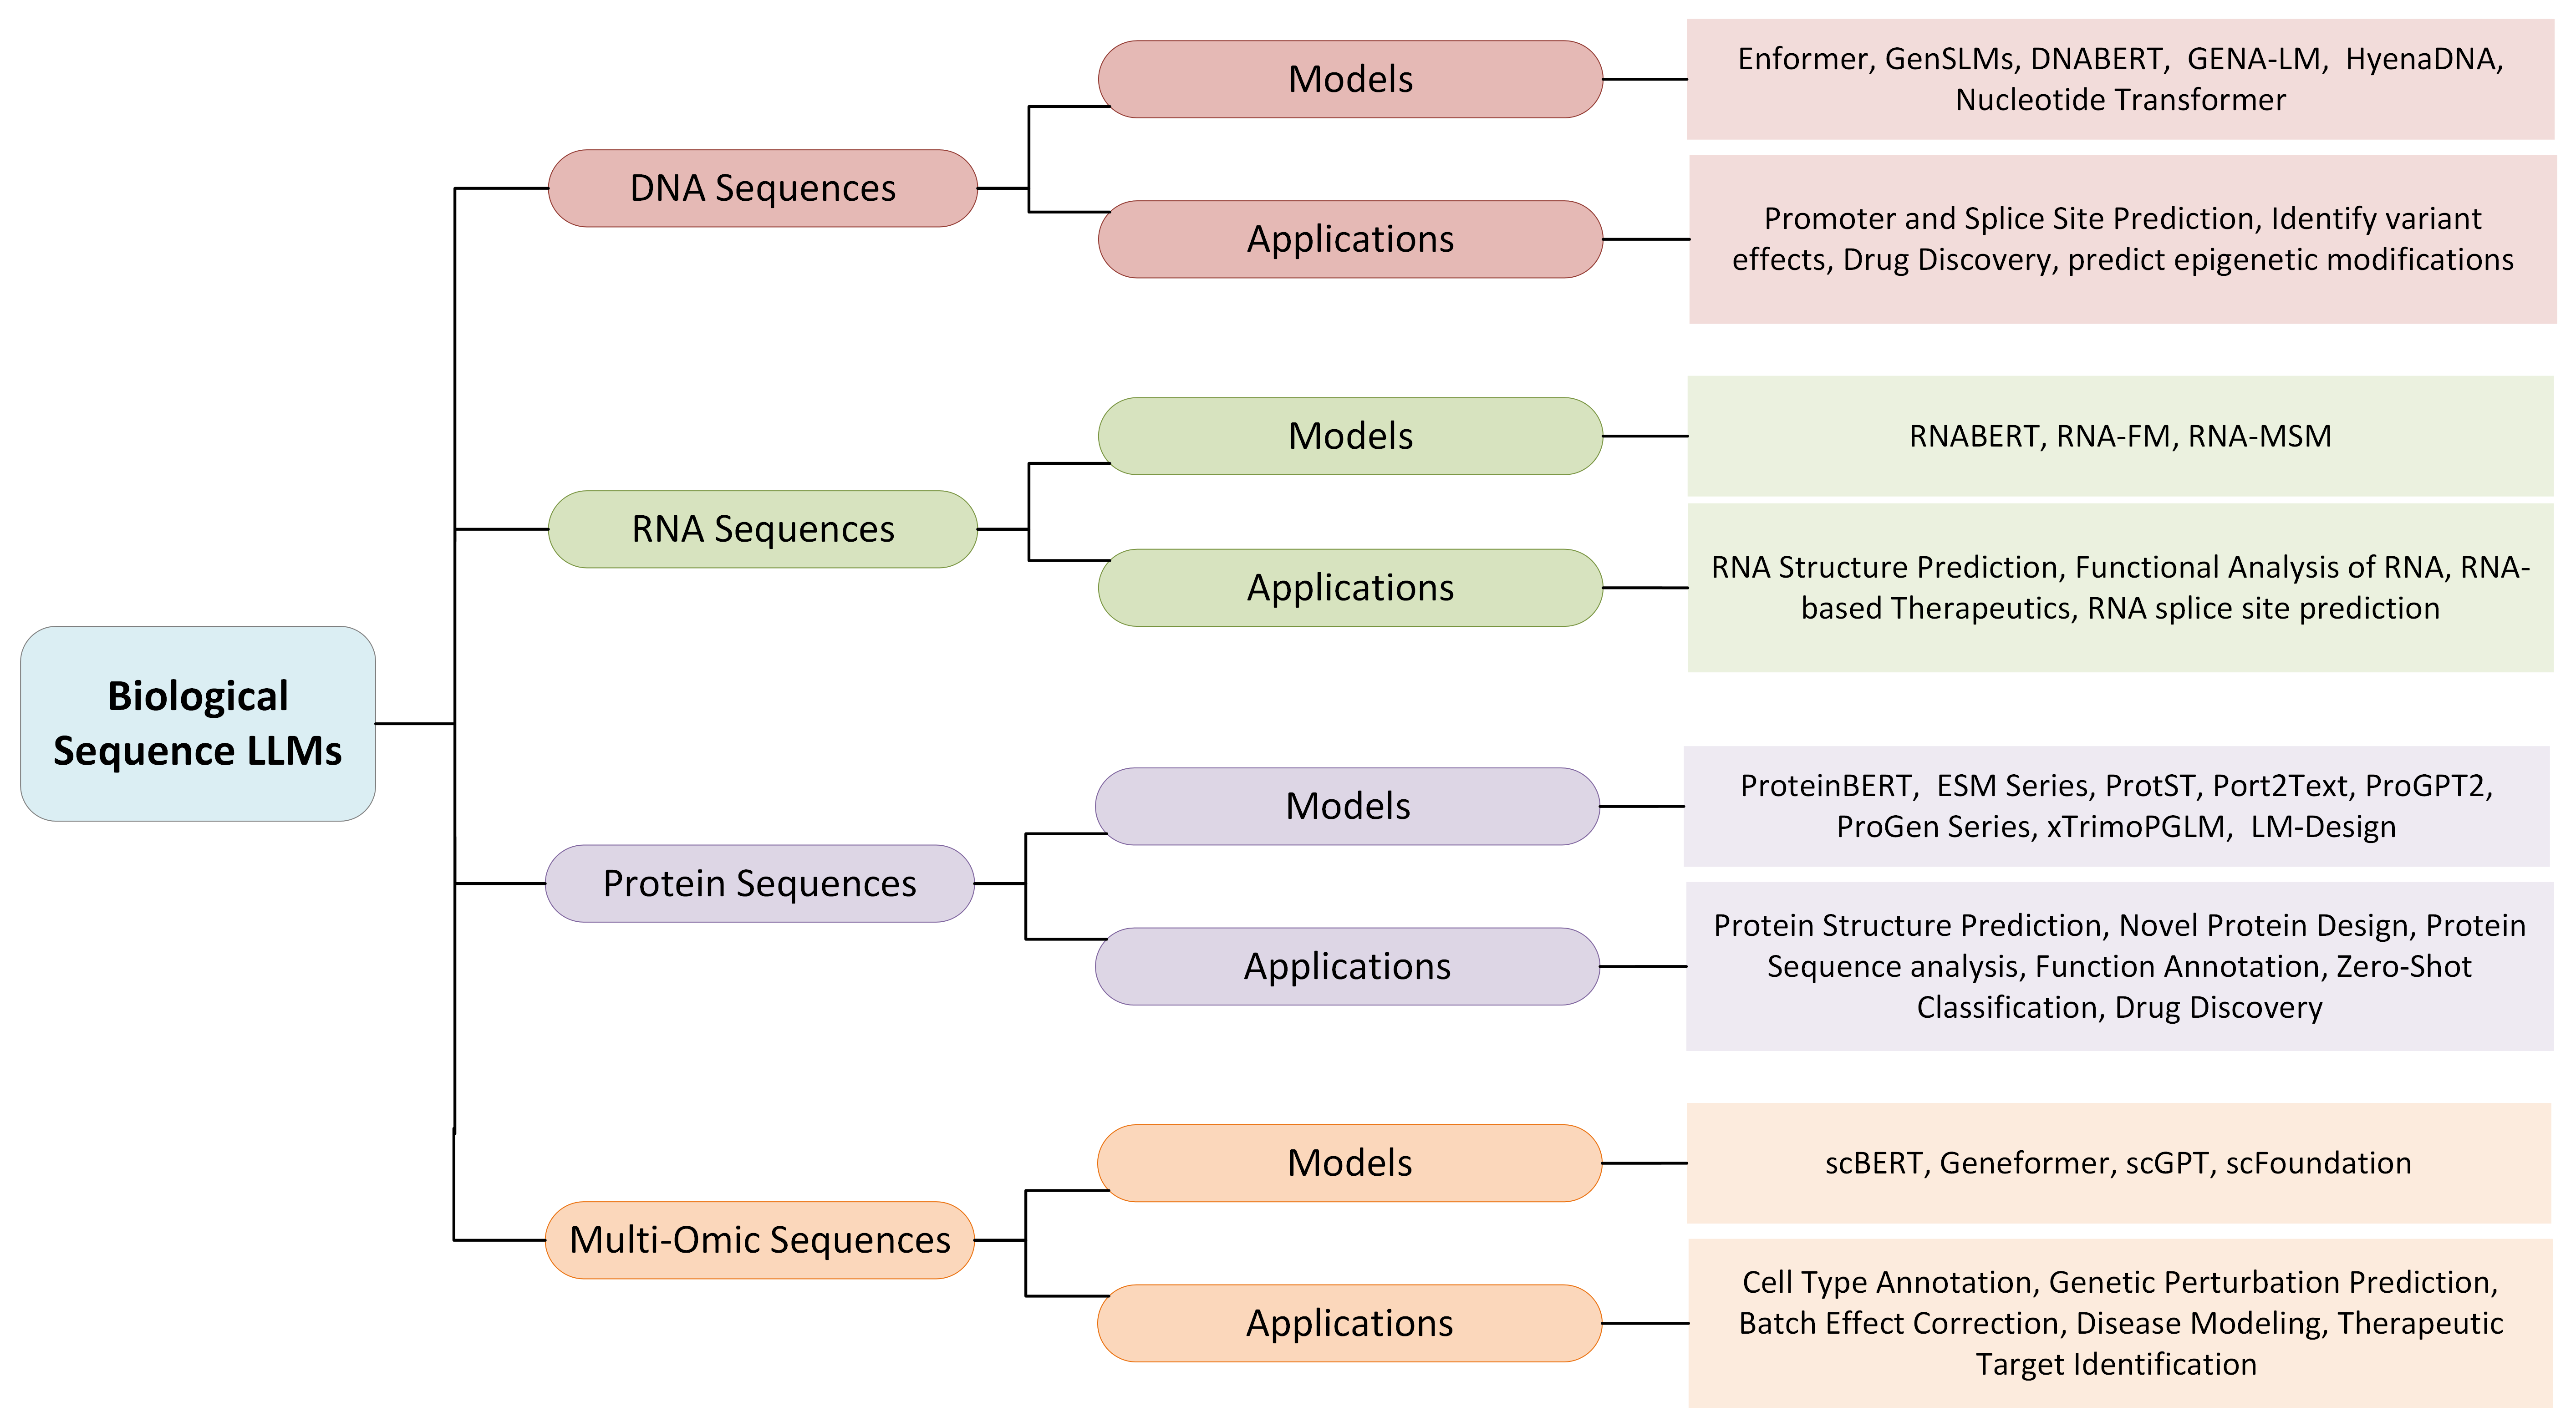 Biological
Sequence LLMs
DNA Sequences
Models
Enformer, GenSLMs, DNABERT, GENA-LM, HyenaDNA,
Nucleotide Transformer
Applications
Promoter and Splice Site Prediction, Identify variant
effects, Drug Discovery, predict epigenetic modifications
RNA Sequences
Models
RNABERT, RNA-FM, RNA-MSM
Applications
RNA Structure Prediction, Functional Analysis of RNA, RNA-
based Therapeutics, RNA splice site prediction
Protein Sequences
Models
ProteinBERT, ESM Series, ProtST, Port2Text, ProGPT2,
ProGen Series, xTrimoPGLM, LM-Design
Applications
Protein Structure Prediction, Novel Protein Design, Protein
Sequence analysis, Function Annotation, Zero-Shot
Classification, Drug Discovery
Multi-Omic Sequences
Models
scBERT, Geneformer, scGPT, scFoundation
Applications
Cell Type Annotation, Genetic Perturbation Prediction,
Batch Effect Correction, Disease Modeling, Therapeutic
Target Identification